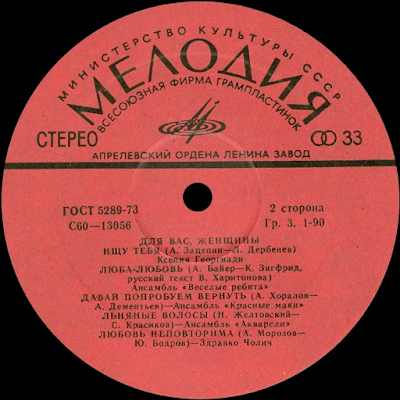 МИНИСТЕРСТВО КУЛЬТУРЫ СССР
МЕЛОДИЯ
ВСЕСОЮЗНАЯ ФИРМА ГРАМПЛАСТИНОК
СТЕРЕО
33
АПРЕЛЕВСКИЙ ОРДЕНА ЛЕНИНА ЗАВОД
ГОСТ 5289-73
2 сторона
С60—13056
Гр. 3. 1-90
ДЛЯ ВАС, ЖЕНЩИНЫ
ИЩУ ТЕБЯ (А. Зацепин—Л. Дербенев)
Ксения Георгиади
ЛЮБА-ЛЮБОВЬ (А. Байер—К. Зигфрид,
русский текст В. Харитонова)
Ансамбль «Веселые ребята»
ДАВАЙ ПОПРОБУЕМ ВЕРНУТЬ (А. Хоралов—
А. Дементьев)—Ансамбль «Красные маки»
ЛЬНЯНЫЕ ВОЛОСЫ (Н. Желтовский—
С. Красиков)—Ансамбль «Акварели»
ЛЮБОВЬ НЕПОВТОРИМА (А. Морозов—
Ю. Бодров)—Здравко Чолич